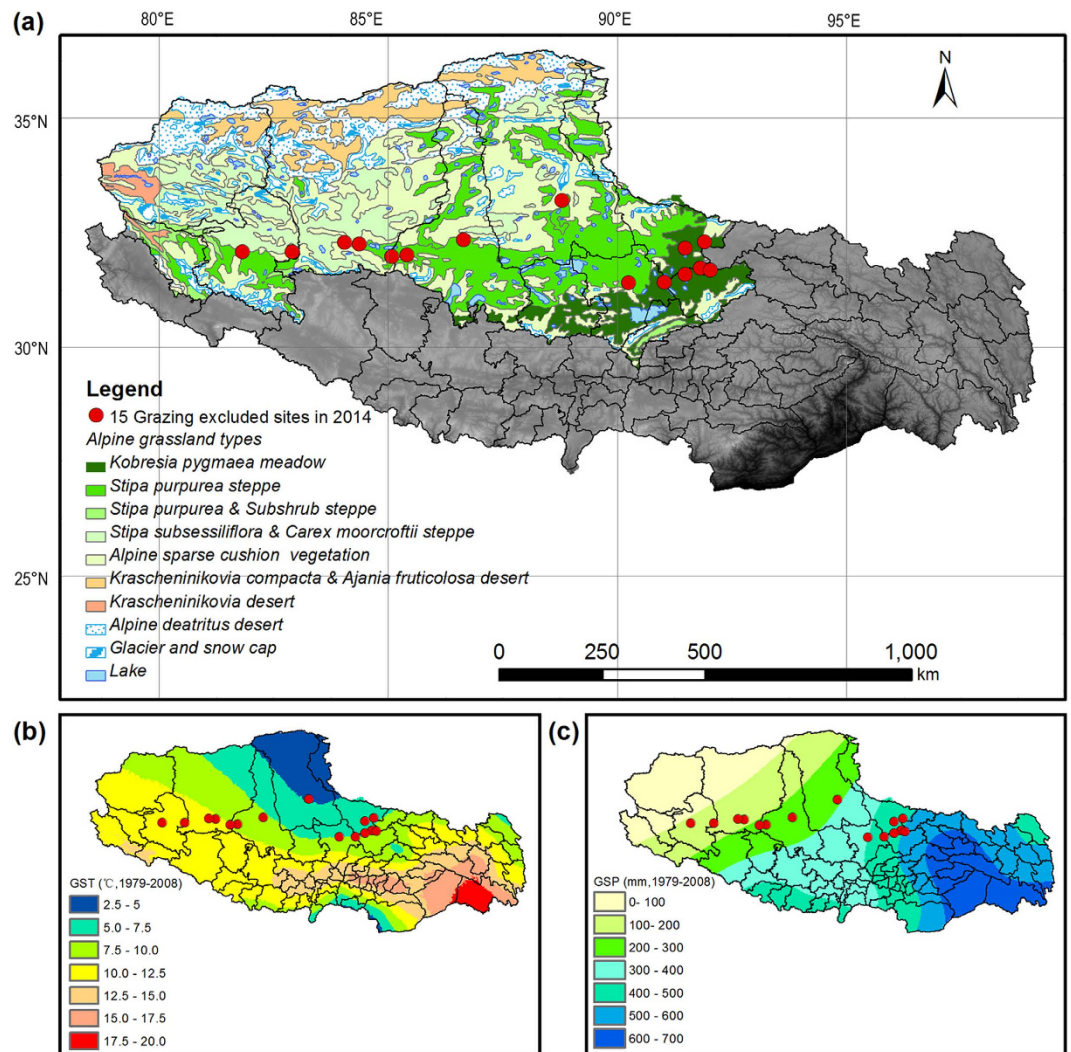 (a)
80°E 85°E 90°E 95°E
N
35°N
30°N
25°N
Legend
15 Grazing excluded sites in 2014
Alpine grassland types
Kobresia pygmaea meadow
Stipa purpurea steppe
Stipa purpurea & Subshrub steppe
Stipa subsessiliflora & Carex moorcroftii steppe
Alpine sparse cushion vegetation
Krascheninikovia compacta & Ajania fruticolosa desert
Krascheninikovia desert
Alpine deatritus desert
Glacier and snow cap
Lake
0 250 500 1,000
km
(b)
GST (℃,1979-2008)
2.5 - 5
5.0 - 7.5
7.5 - 10.0
10.0 - 12.5
12.5 - 15.0
15.0 - 17.5
17.5 - 20.0
(c)
GSP (mm,1979-2008)
0- 100
100- 200
200 - 300
300 - 400
400 - 500
500 - 600
600 - 700